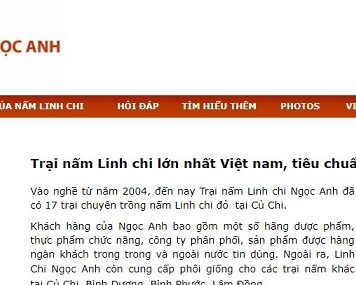 ỌC ANH
ỦA NẤM LINH CHI HỎI ĐÁP TÌM HIỂU THÊM PHOTOS VI
Trại nấm Linh chi lớn nhất Việt nam, tiêu chuẩ
Vào nghề từ năm 2004, đến nay Trại nấm Linh chi Ngọc Anh đã
có 17 trại chuyên trồng nấm Linh chi đỏ tại Củ Chi.
Khách hàng của Ngọc Anh bao gồm một số hãng dược phẩm,
thực phẩm chức năng, công ty phân phối, sản phẩm được hàng
ngàn khách trong trong và ngoài nước tin dùng. Ngoài ra, Linh
Chi Ngọc Anh còn cung cấp phôi giống cho các trại nấm khác
tại Củ Chi, Bình Dương, Bình Phước, Lâm Đồng